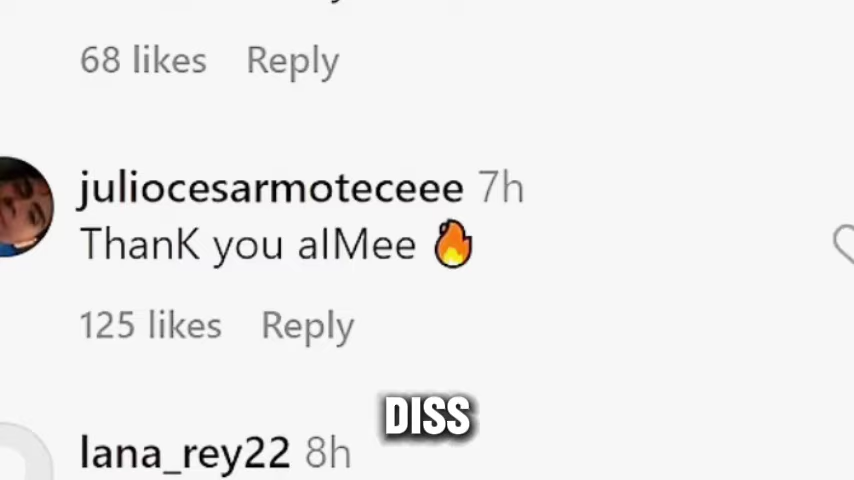 68 likes Reply
juliocesarmoteceee 7h
ThanK you aIMee 🔥
125 likes Reply
DISS
lana_rey22 8h